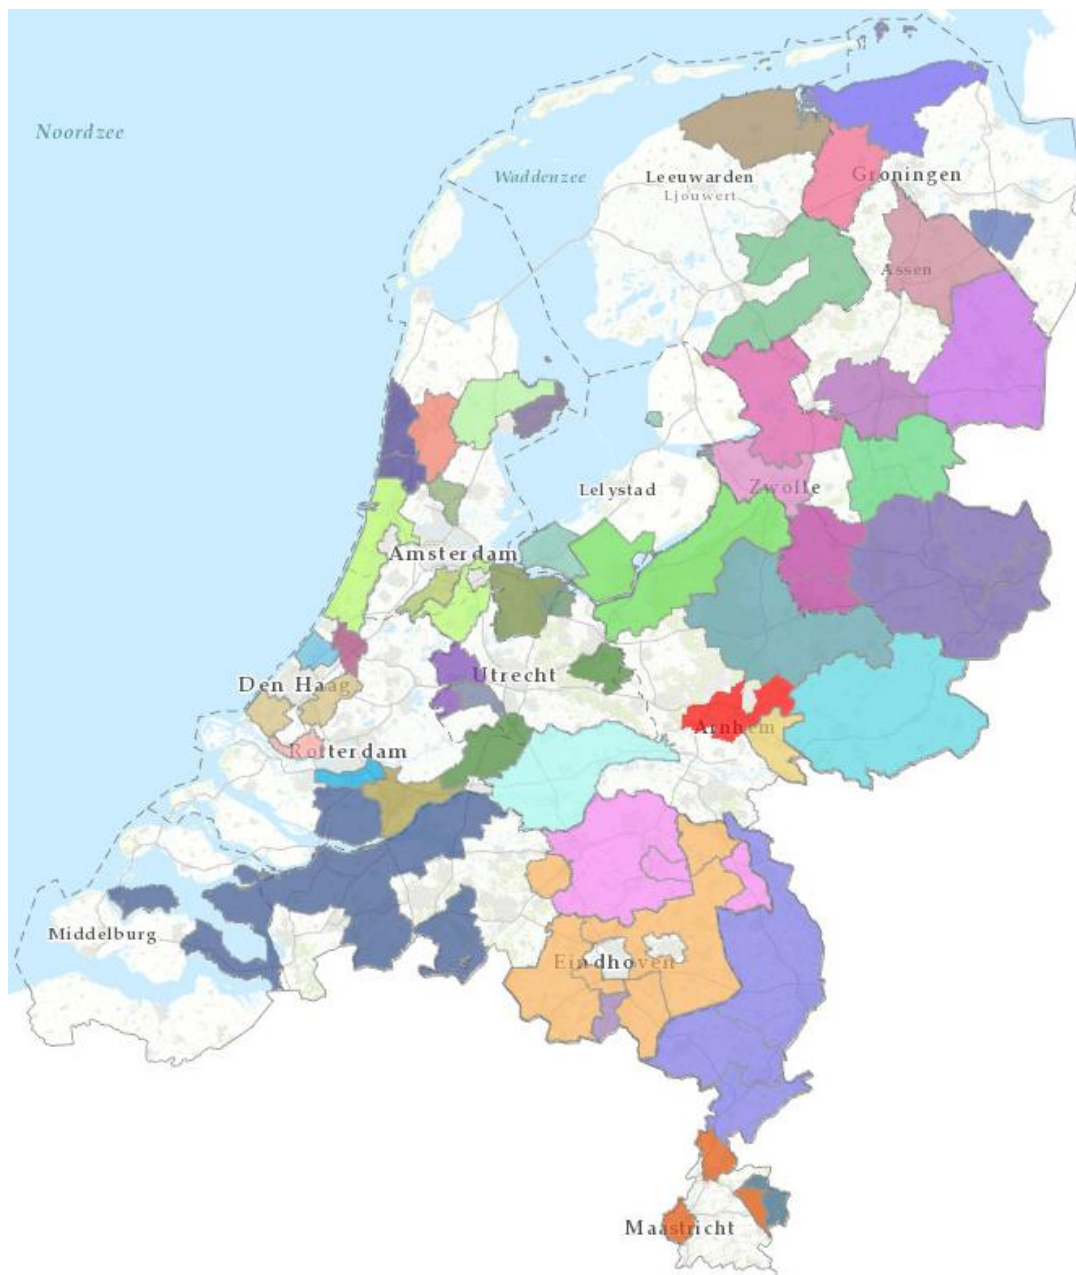 Noordzee
Waddenzee
Leeuwarden
Ljouwert
Groningen
Assen
Lelystad
Zwolle
Amsterdam
Utrecht
Den Haag
Arnhem
Rotterdam
Middelburg
Eindhoven
Maastricht